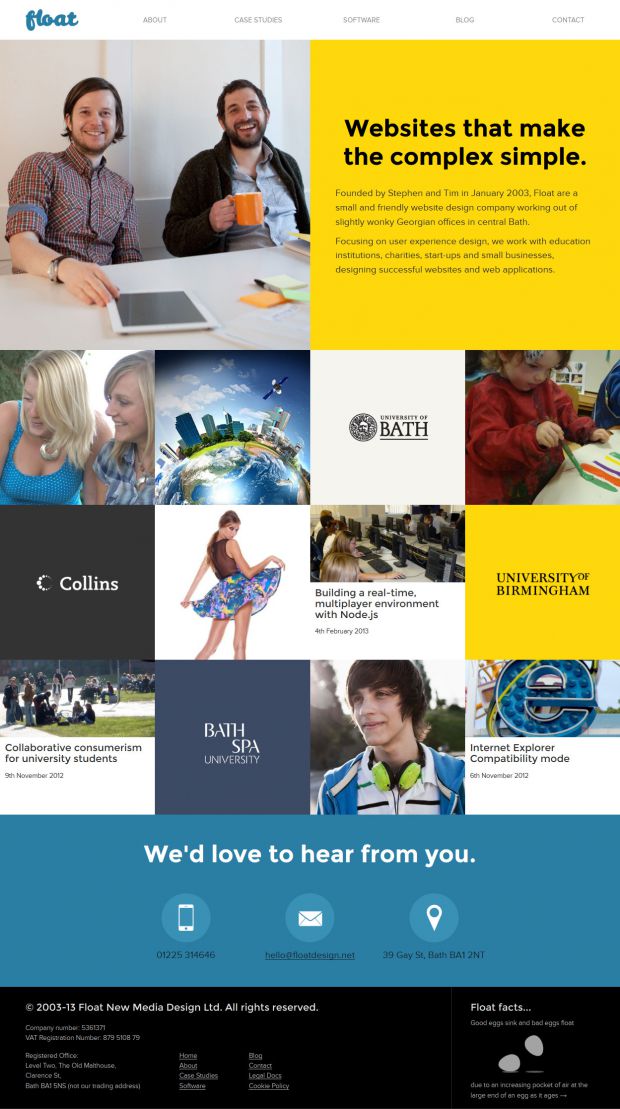 float
ABOUT
CASE STUDIES
SOFTWARE
BLOG
CONTACT
Websites that make
the complex simple.
Founded by Stephen and Tim in January 2003, Float are a
small and friendly website design company working out of
slightly wonky Georgian offices in central Bath.
Focusing on user experience design, we work with education
institutions, charities, start-ups and small businesses,
designing successful websites and web applications.
UNIVERSITY OF
BATH
Collins
Building a real-time,
multiplayer environment
with Node.js
4th February 2013
UNIVERSITY OF
BIRMINGHAM
Collaborative consumerism
for university students
9th November 2012
BATH
SPA
UNIVERSITY
Internet Explorer
Compatibility mode
6th November 2012
We'd love to hear from you.
01225 314646
hello@floatdesign.net
39 Gay St, Bath BA1 2NT
© 2003-13 Float New Media Design Ltd. All rights reserved.
Company number: 5361371
VAT Registration Number: 879 5108 79
Registered Office:
Level Two, The Old Malthouse,
Clarence St,
Bath BA1 5NS (not our trading address)
Home
About
Case Studies
Software
Blog
Contact
Legal Docs
Cookie Policy
Float facts...
Good eggs sink and bad eggs float
due to an increasing pocket of air at the
large end of an egg as it ages →